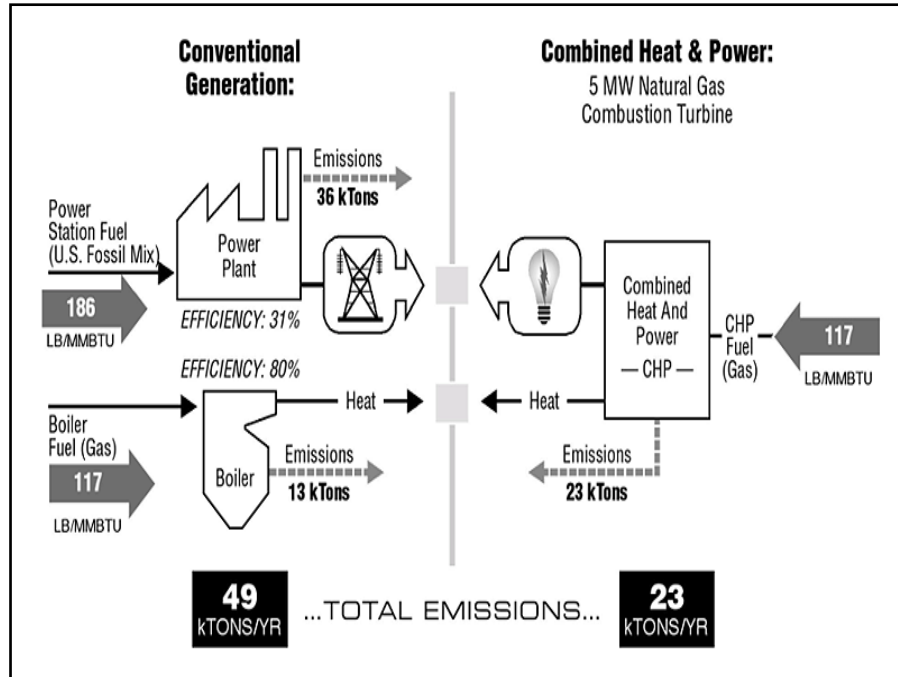 Conventional
Generation:
Combined Heat & Power:
5 MW Natural Gas
Combustion Turbine
Emissions
36 kTons
Power
Station Fuel
(U.S. Fossil Mix)
186
LB/MMBTU
Power
Plant
EFFICIENCY: 31%
EFFICIENCY: 80%
Boiler
Fuel (Gas)
117
LB/MMBTU
Boiler
Heat
Emissions
13 kTons
Combined
Heat And
Power
— CHP —
CHP
Fuel
(Gas)
117
LB/MMBTU
Heat
Emissions
23 kTons
49
kTONS/YR
...TOTAL EMISSIONS...
23
kTONS/YR